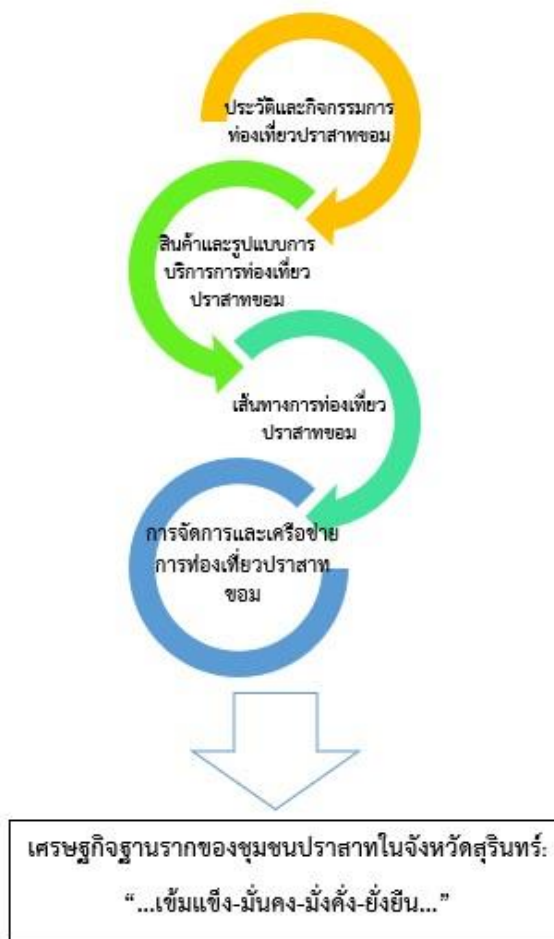 ประวัติและกิจกรรมการ
ท่องเที่ยวปราสาทขอม
สินค้าและรูปแบบการ
บริการการท่องเที่ยว
ปราสาทขอม
เส้นทางการท่องเที่ยว
ปราสาทขอม
การจัดการและเครือข่าย
การท่องเที่ยวปราสาท
ขอม
เศรษฐกิจฐานรากของชุมชนปราสาทในจังหวัดสุรินทร์:
“...เข้มแข็ง-มั่นคง-มั่งคั่ง-ยั่งยืน...”